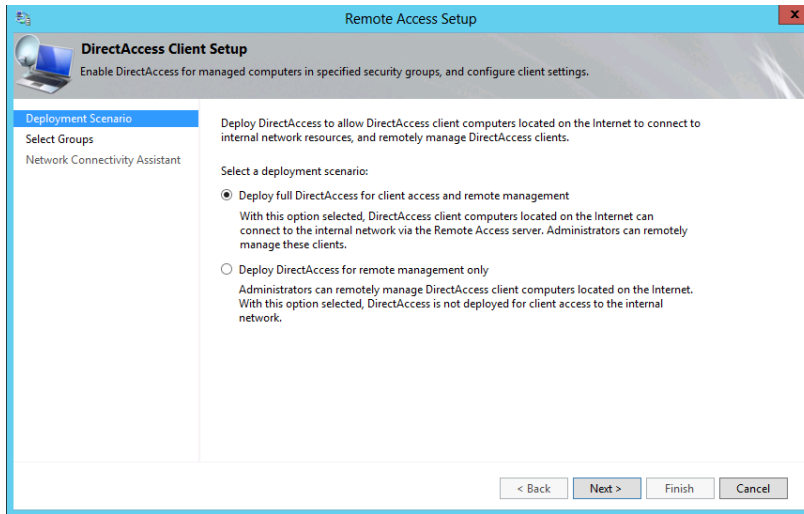 Remote Access Setup
x
DirectAccess Client Setup
Enable DirectAccess for managed computers in specified security groups, and configure client settings.
Deployment Scenario
Select Groups
Network Connectivity Assistant
Deploy DirectAccess to allow DirectAccess client computers located on the Internet to connect to
internal network resources, and remotely manage DirectAccess clients.
Select a deployment scenario:
Deploy full DirectAccess for client access and remote management
With this option selected, DirectAccess client computers located on the Internet can
connect to the internal network via the Remote Access server. Administrators can remotely
manage these clients.
Deploy DirectAccess for remote management only
Administrators can remotely manage DirectAccess client computers located on the Internet.
With this option selected, DirectAccess is not deployed for client access to the internal
network.
< Back
Next >
Finish
Cancel